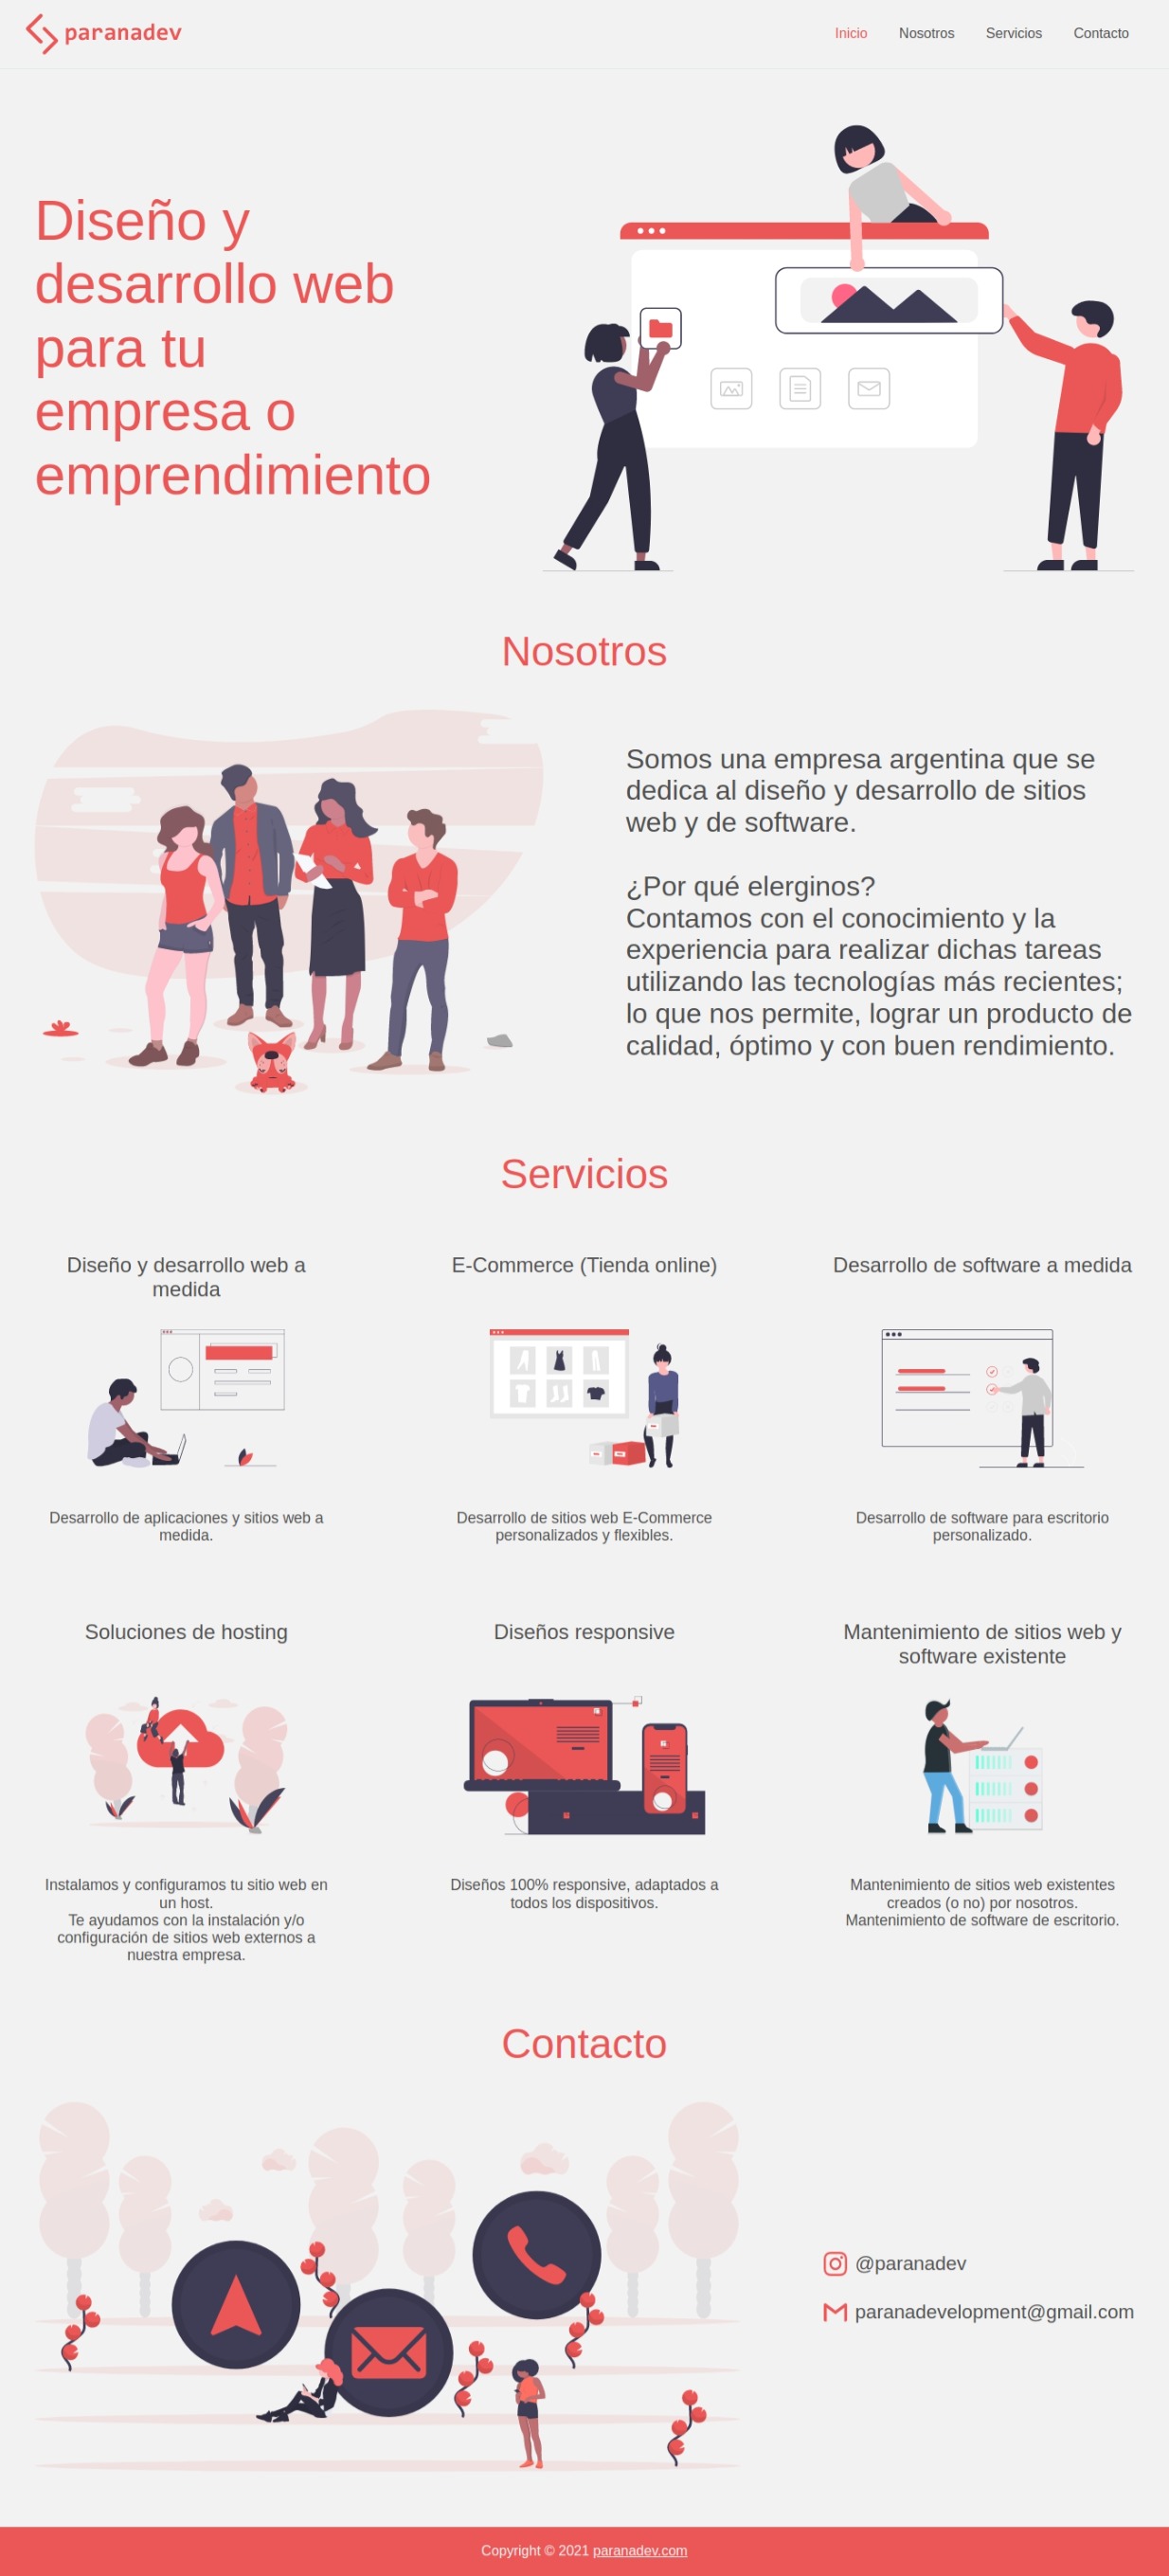 paranadev
Inicio
Nosotros
Servicios
Contacto
Diseño y
desarrollo web
para tu
empresa o
emprendimiento
Nosotros
Somos una empresa argentina que se
dedica al diseño y desarrollo de sitios
web y de software.
¿Por qué elerginos?
Contamos con el conocimiento y la
experiencia para realizar dichas tareas
utilizando las tecnologías más recientes;
lo que nos permite, lograr un producto de
calidad, óptimo y con buen rendimiento.
Servicios
Diseño y desarrollo web a
medida
Desarrollo de aplicaciones y sitios web a
medida.
E-Commerce (Tienda online)
Desarrollo de sitios web E-Commerce
personalizados y flexibles.
Desarrollo de software a medida
Desarrollo de software para escritorio
personalizado.
Soluciones de hosting
Instalamos y configuramos tu sitio web en
un host.
Te ayudamos con la instalación y/o
configuración de sitios web externos a
nuestra empresa.
Diseños responsive
Diseños 100% responsive, adaptados a
todos los dispositivos.
Mantenimiento de sitios web y
software existente
Mantenimiento de sitios web existentes
creados (o no) por nosotros.
Mantenimiento de software de escritorio.
Contacto
@paranadev
paranadevelopment@gmail.com
Copyright © 2021 paranadev.com